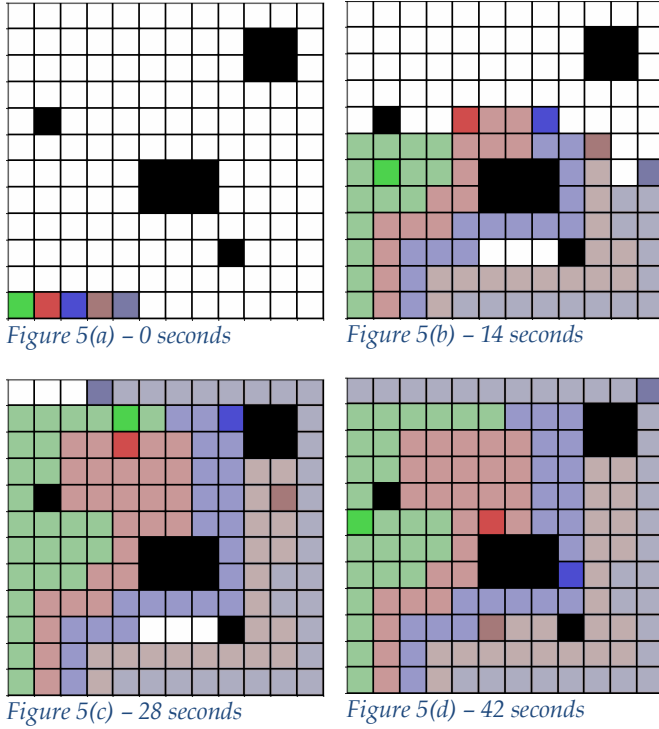 Figure 5(a) – 0 seconds
Figure 5(b) – 14 seconds
Figure 5(c) – 28 seconds
Figure 5(d) – 42 seconds